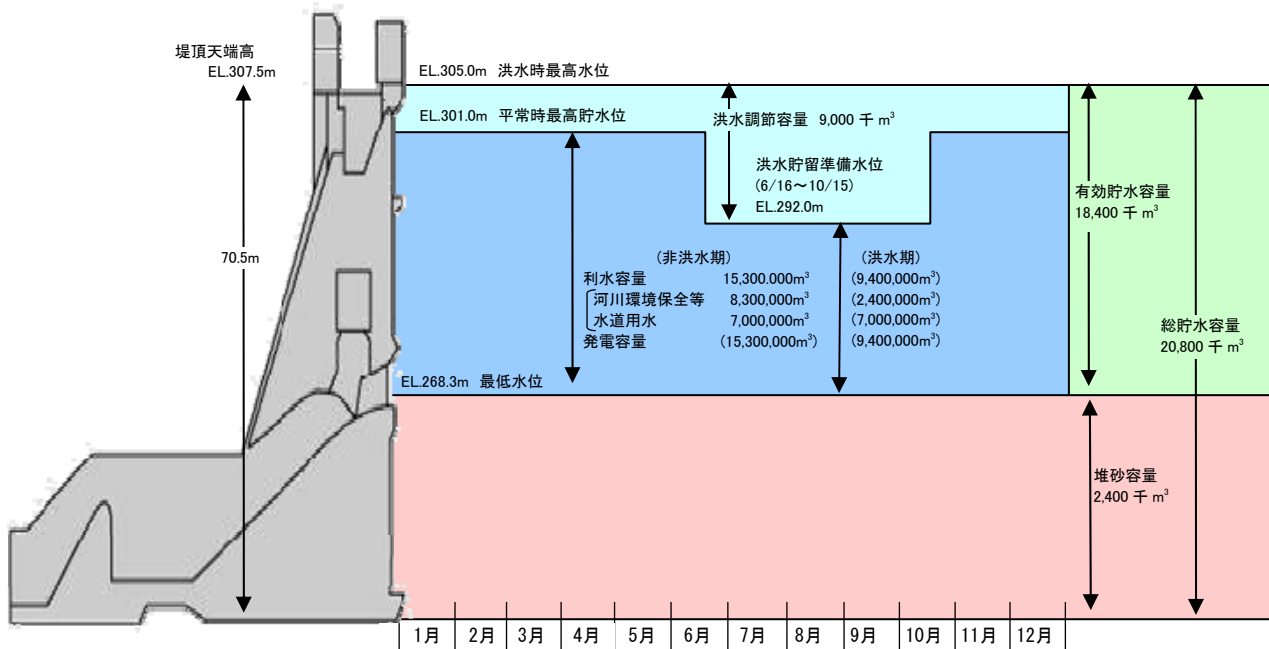 堤頂天端高
EL.307.5m
70.5m
EL.305.0m 洪水時最高水位
EL.301.0m 平常時最高貯水位
洪水調節容量 9,000 千 m³
洪水貯留準備水位
(6/16～10/15)
EL.292.0m
(非洪水期) (洪水期)
利水容量 15,300.000m³ (9,400,000m³)
河川環境保全等 8,300,000m³ (2,400,000m³)
水道用水 7,000,000m³ (7,000,000m³)
発電容量 (15,300,000m³) (9,400,000m³)
EL.268.3m 最低水位
有効貯水容量
18,400 千 m³
総貯水容量
20,800 千 m³
堆砂容量
2,400 千 m³
1月 2月 3月 4月 5月 6月 7月 8月 9月 10月 11月 12月